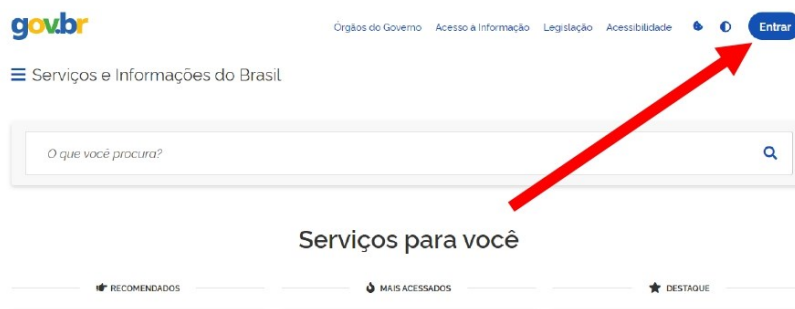 gov.br
Órgãos do Governo Acesso à Informação Legislação Acessibilidade Entrar
Serviços e Informações do Brasil
O que você procura?
Serviços para você
RECOMENDADOS MAIS ACESSADOS DESTAQUE